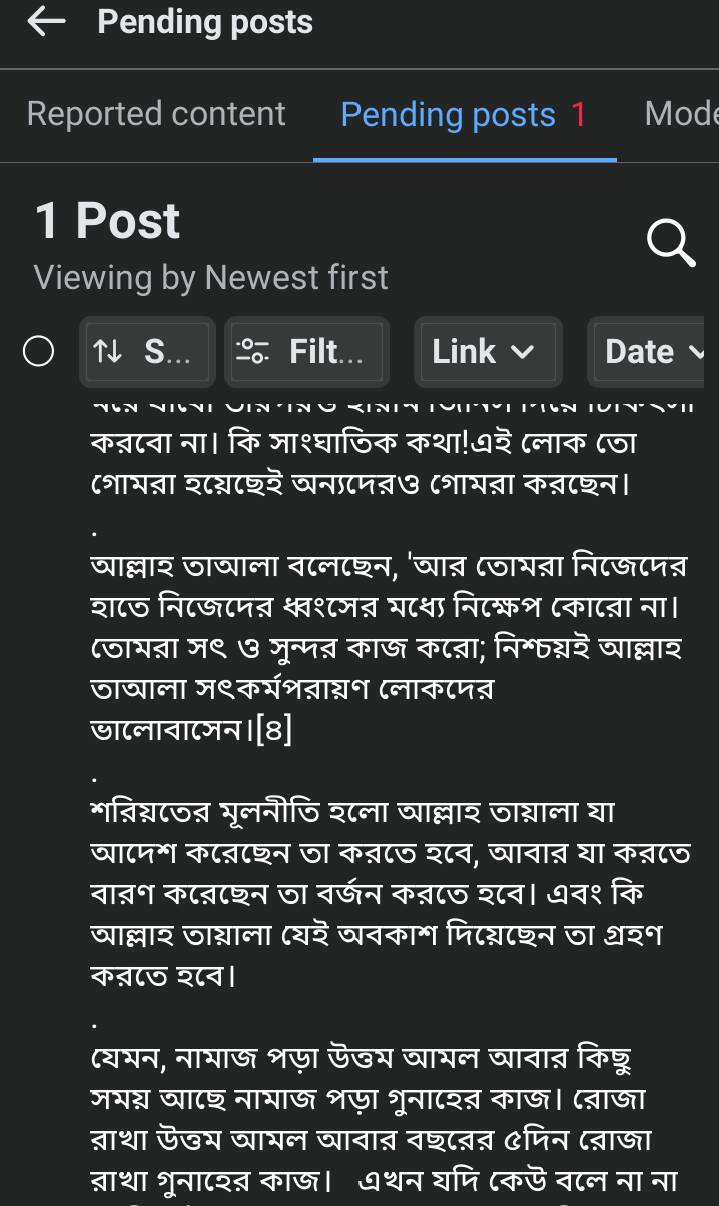 Pending posts
Reported content Pending posts 1 Mode
1 Post
Viewing by Newest first
S... Filt... Link Date
করবো না। কি সাংঘাতিক কথা!এই লোক তো
গোমরা হয়েছেই অন্যদেরও গোমরা করছেন।
.
আল্লাহ তাআলা বলেছেন, 'আর তোমরা নিজেদের
হাতে নিজেদের ধ্বংসের মধ্যে নিক্ষেপ কোরো না।
তোমরা সৎ ও সুন্দর কাজ করো; নিশ্চয়ই আল্লাহ
তাআলা সৎকর্মপরায়ণ লোকদের
ভালোবাসেন।[৪]
.
শরিয়তের মূলনীতি হলো আল্লাহ তায়ালা যা
আদেশ করেছেন তা করতে হবে, আবার যা করতে
বারণ করেছেন তা বর্জন করতে হবে। এবং কি
আল্লাহ তায়ালা যেই অবকাশ দিয়েছেন তা গ্রহণ
করতে হবে।
.
যেমন, নামাজ পড়া উত্তম আমল আবার কিছু
সময় আছে নামাজ পড়া গুনাহের কাজ। রোজা
রাখা উত্তম আমল আবার বছরের ৫দিন রোজা
রাখা গুনাহের কাজ।  এখন যদি কেউ বলে না না